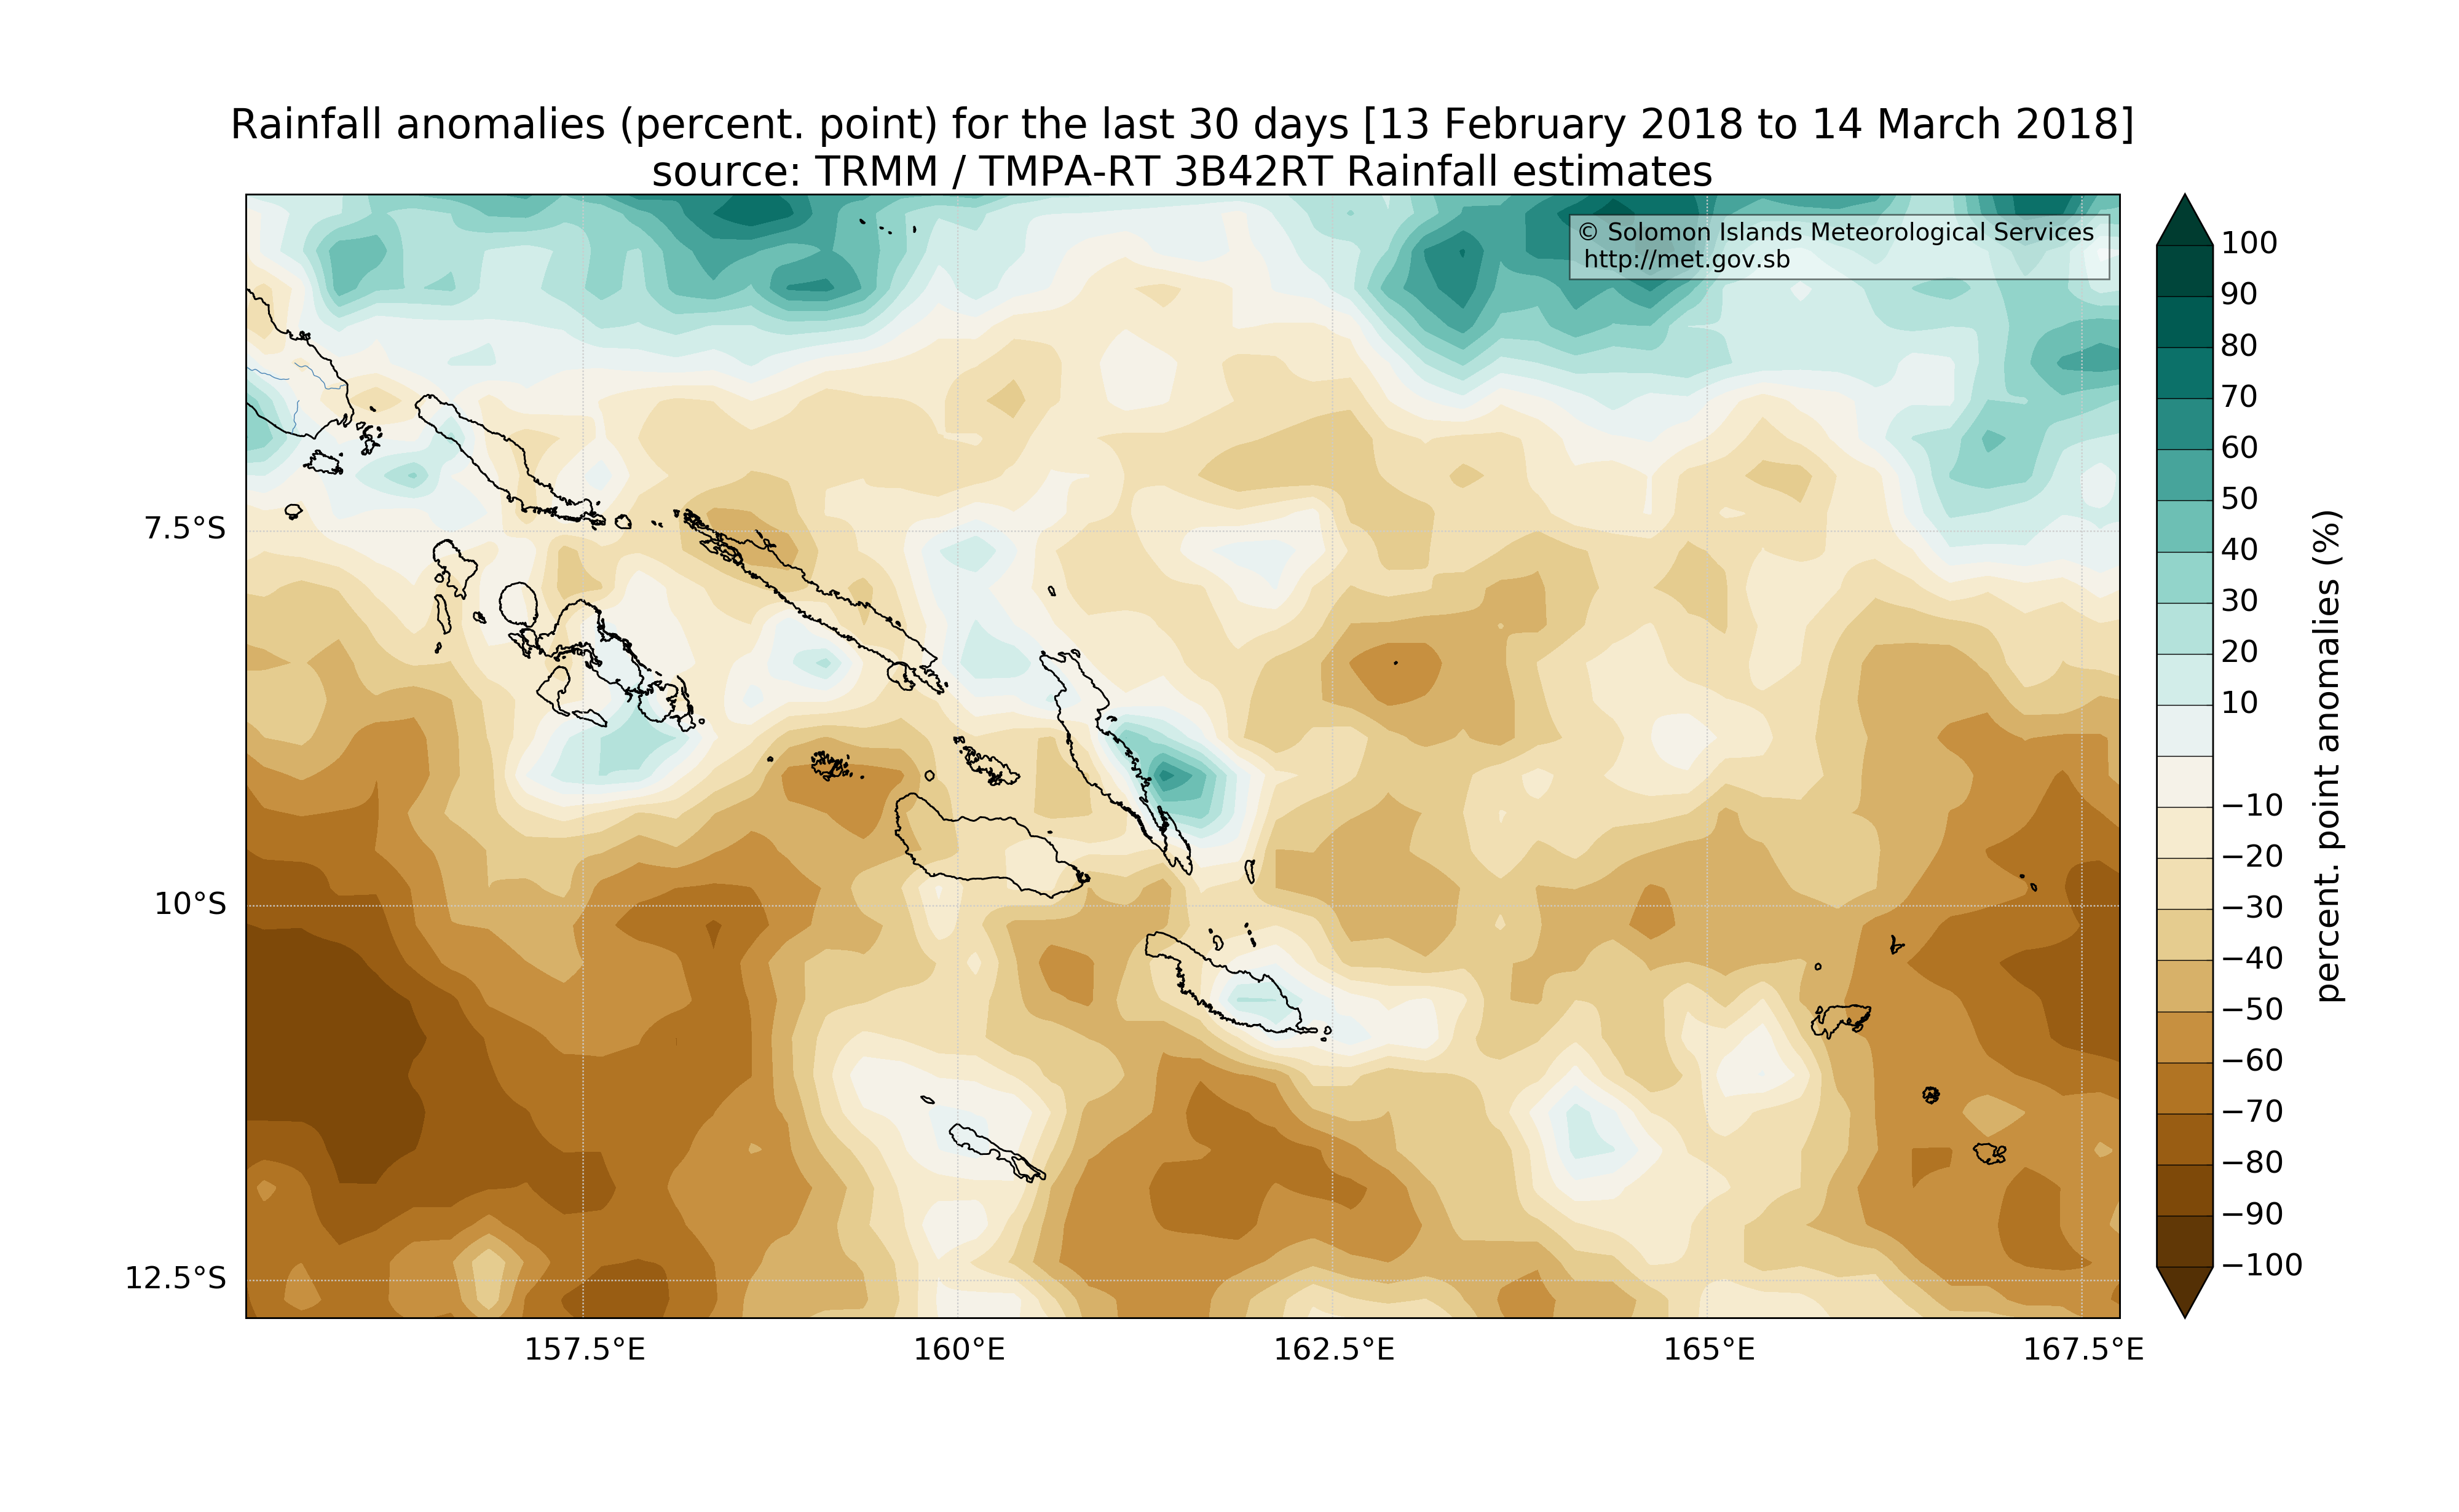 Rainfall anomalies (percent. point) for the last 30 days [13 February 2018 to 14 March 2018]
source: TRMM / TMPA-RT 3B42RT Rainfall estimates
© Solomon Islands Meteorological Services
http://met.gov.sb
7.5°S
10°S
12.5°S
157.5°E
160°E
162.5°E
165°E
167.5°E
100
90
80
70
60
50
40
30
20
10
−10
−20
−30
−40
−50
−60
−70
−80
−90
−100
percent. point anomalies (%)